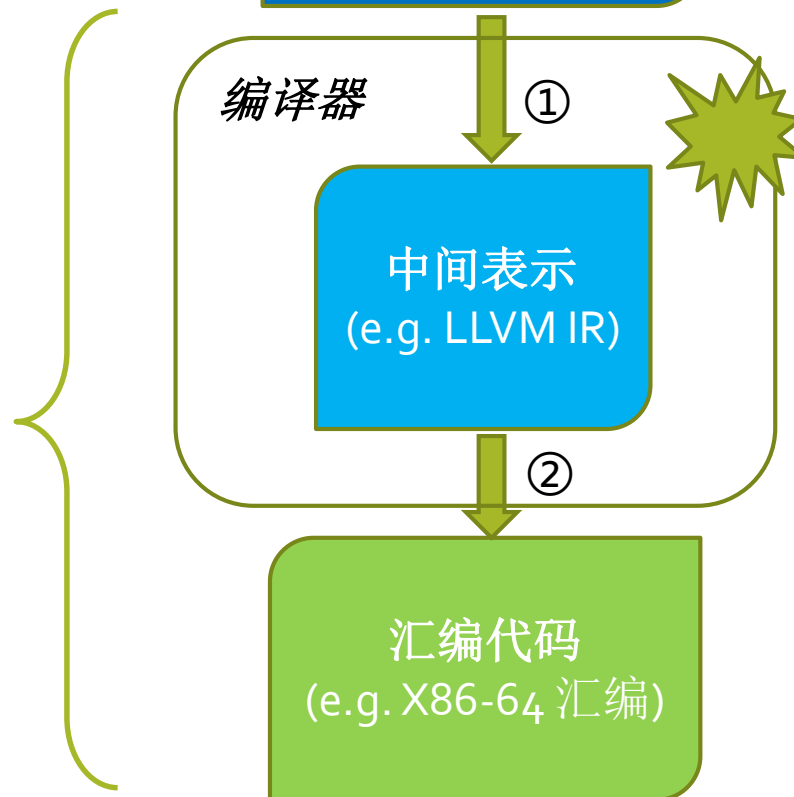 编译器
①
中间表示
(e.g. LLVM IR)
②
汇编代码
(e.g. X86-64 汇编)